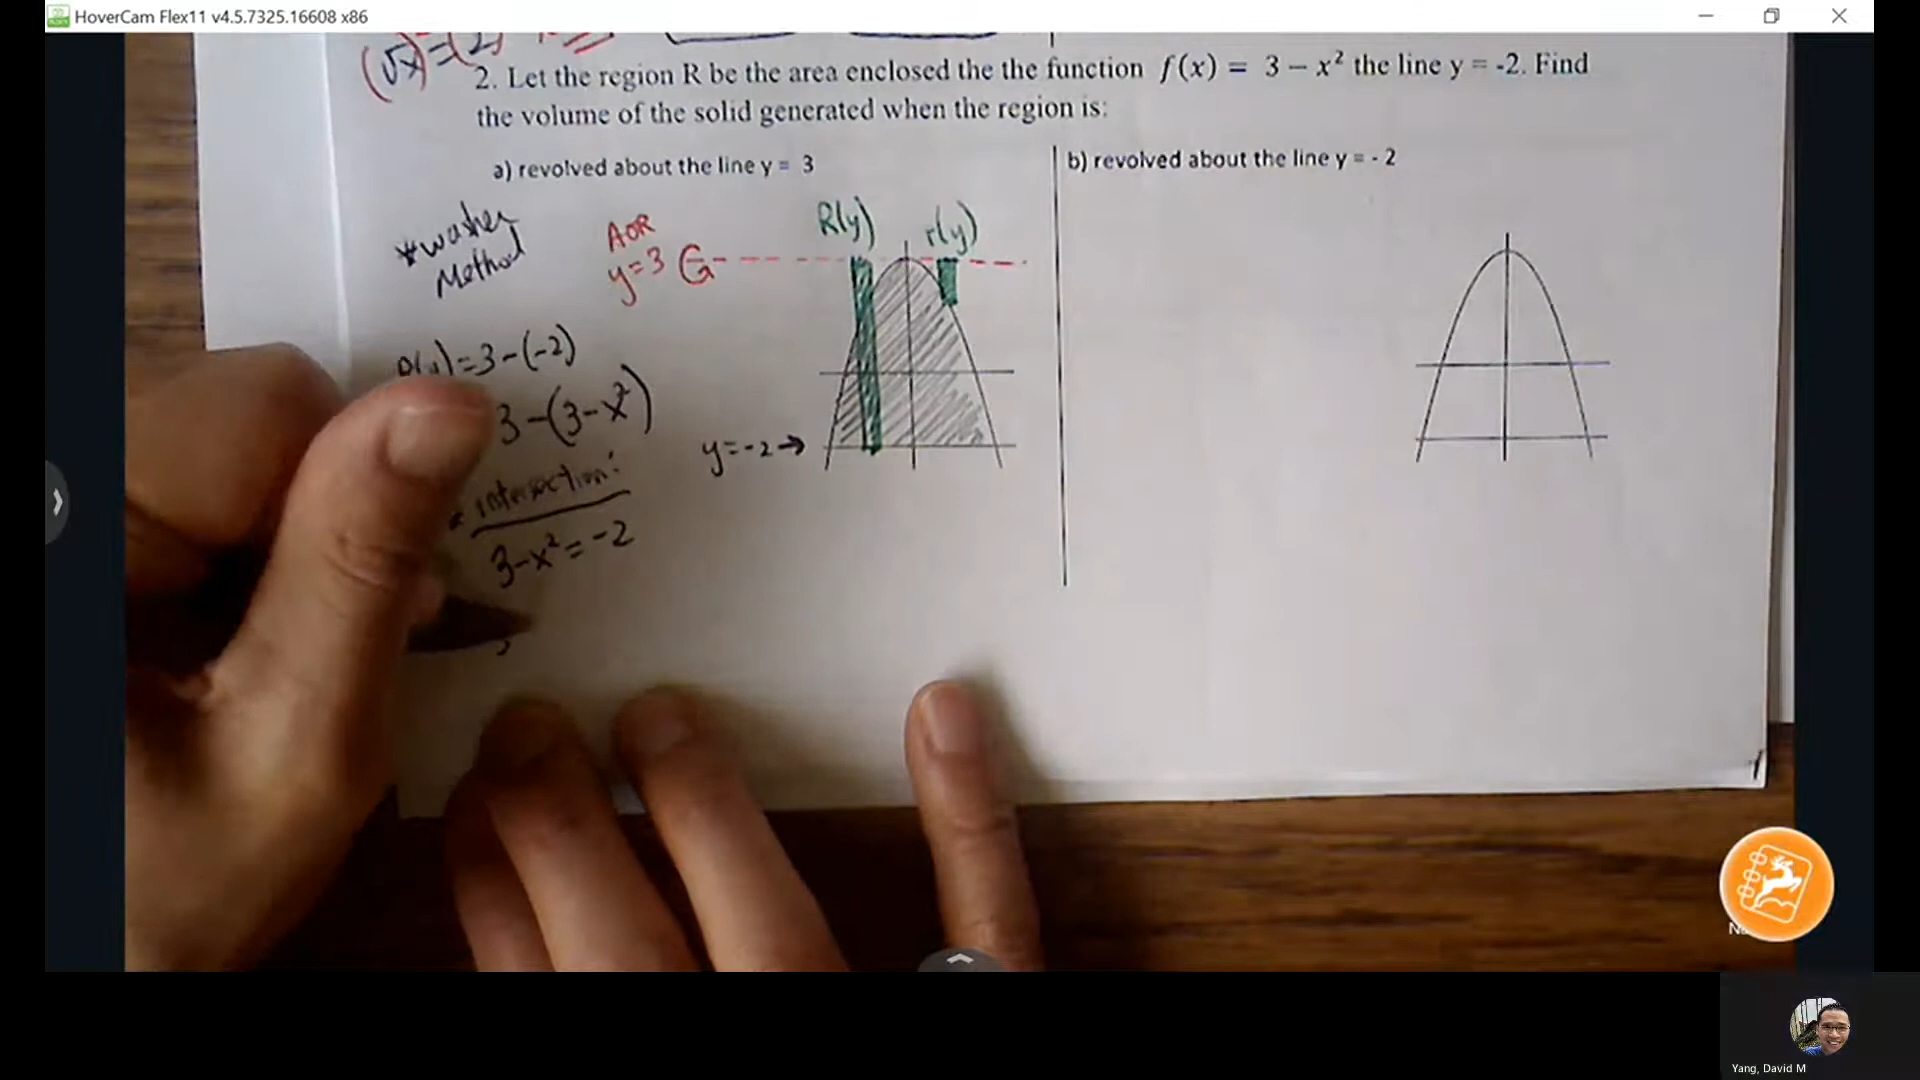 HoverCam Flex11 v4.5.7325.16608 x86
(√x)²=(2)
2. Let the region R be the area enclosed the the function f(x) = 3 – x² the line y = -2. Find
the volume of the solid generated when the region is:
a) revolved about the line y = 3
b) revolved about the line y = - 2
*washer
Method
AOR
y=3
R(y)
r(y)
R(y)=3-(-2)
3-(3-x²)
y=-2→
intersection:
3-x²=-2
1
Yang, David M